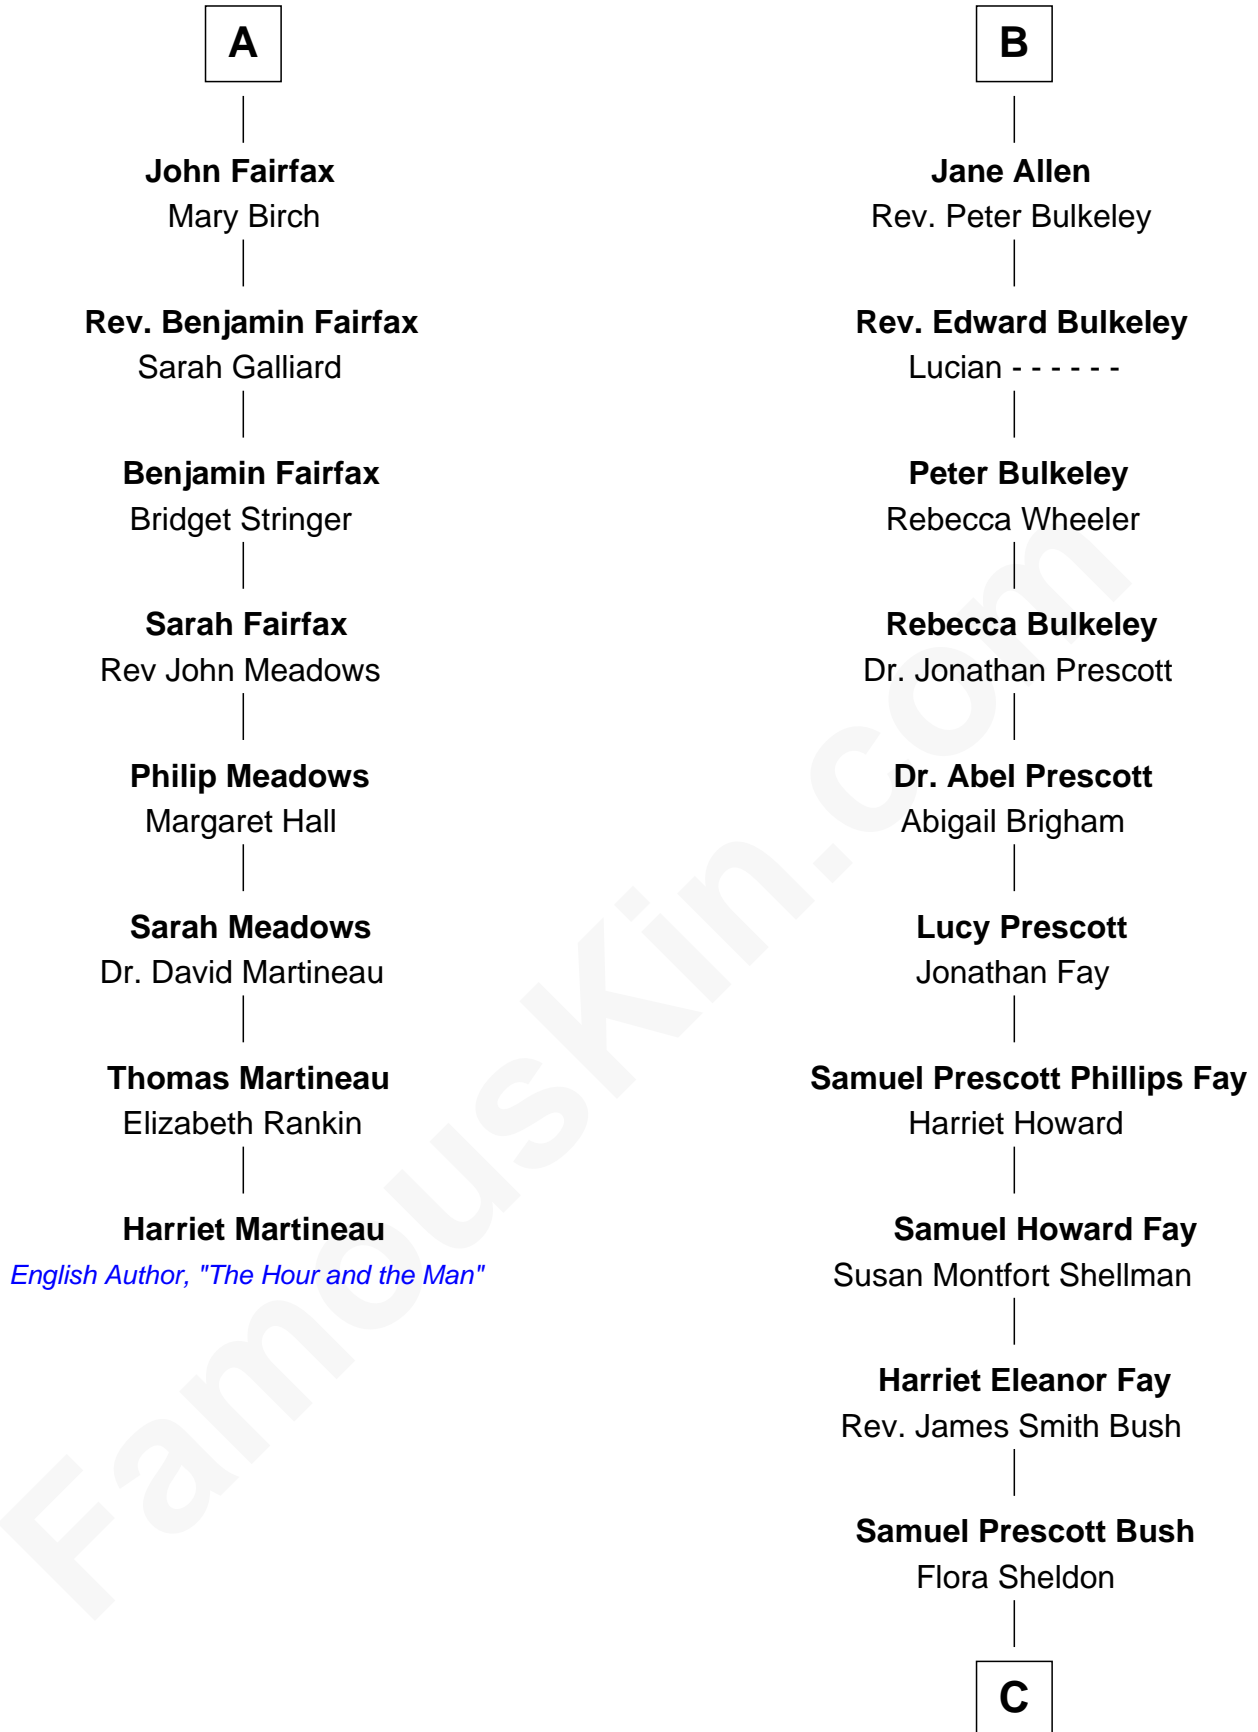 A
John Fairfax
Mary Birch
Rev. Benjamin Fairfax
Sarah Galliard
Benjamin Fairfax
Bridget Stringer
Sarah Fairfax
Rev John Meadows
Philip Meadows
Margaret Hall
Sarah Meadows
Dr. David Martineau
Thomas Martineau
Elizabeth Rankin
Harriet Martineau
English Author, "The Hour and the Man"
B
Jane Allen
Rev. Peter Bulkeley
Rev. Edward Bulkeley
Lucian - - - - - -
Peter Bulkeley
Rebecca Wheeler
Rebecca Bulkeley
Dr. Jonathan Prescott
Dr. Abel Prescott
Abigail Brigham
Lucy Prescott
Jonathan Fay
Samuel Prescott Phillips Fay
Harriet Howard
Samuel Howard Fay
Susan Montfort Shellman
Harriet Eleanor Fay
Rev. James Smith Bush
Samuel Prescott Bush
Flora Sheldon
C
FamousKin.com